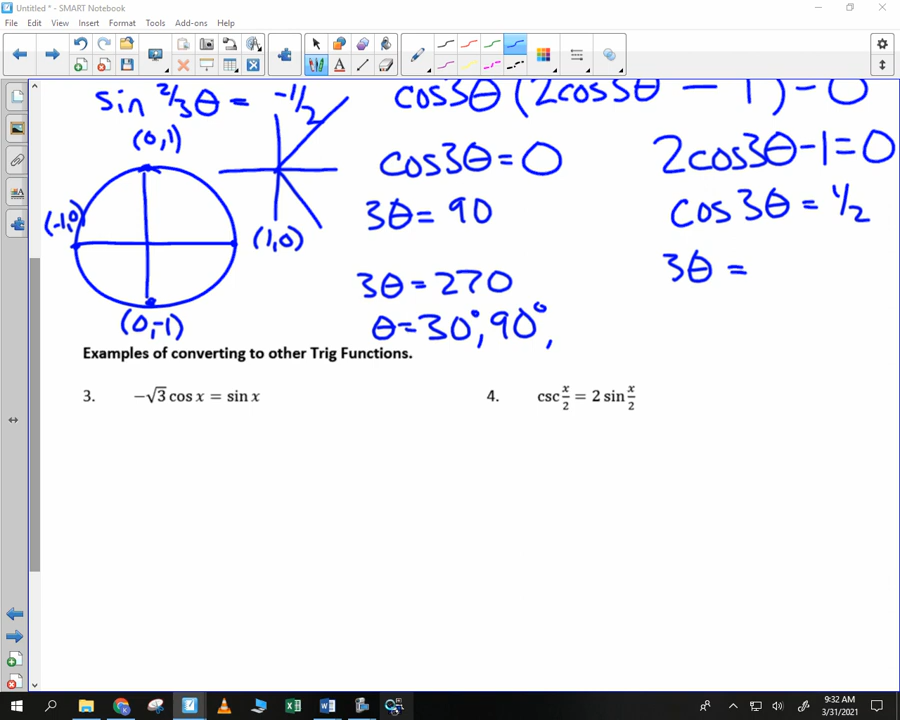 Untitled * - SMART Notebook
File Edit View Insert Format Tools Add-ons Help
sin 2/3θ = -1/2
(0,1)
(-1,0)
(1,0)
(0,-1)
cos3θ (2cos3θ - 1) - 0
cos3θ = 0
3θ = 90
3θ = 270
θ = 30°, 90°,
2cos3θ - 1 = 0
cos3θ = 1/2
3θ =
Examples of converting to other Trig Functions.
3. −√3 cos x = sin x
4. csc x/2 = 2 sin x/2
9:32 AM
3/31/2021